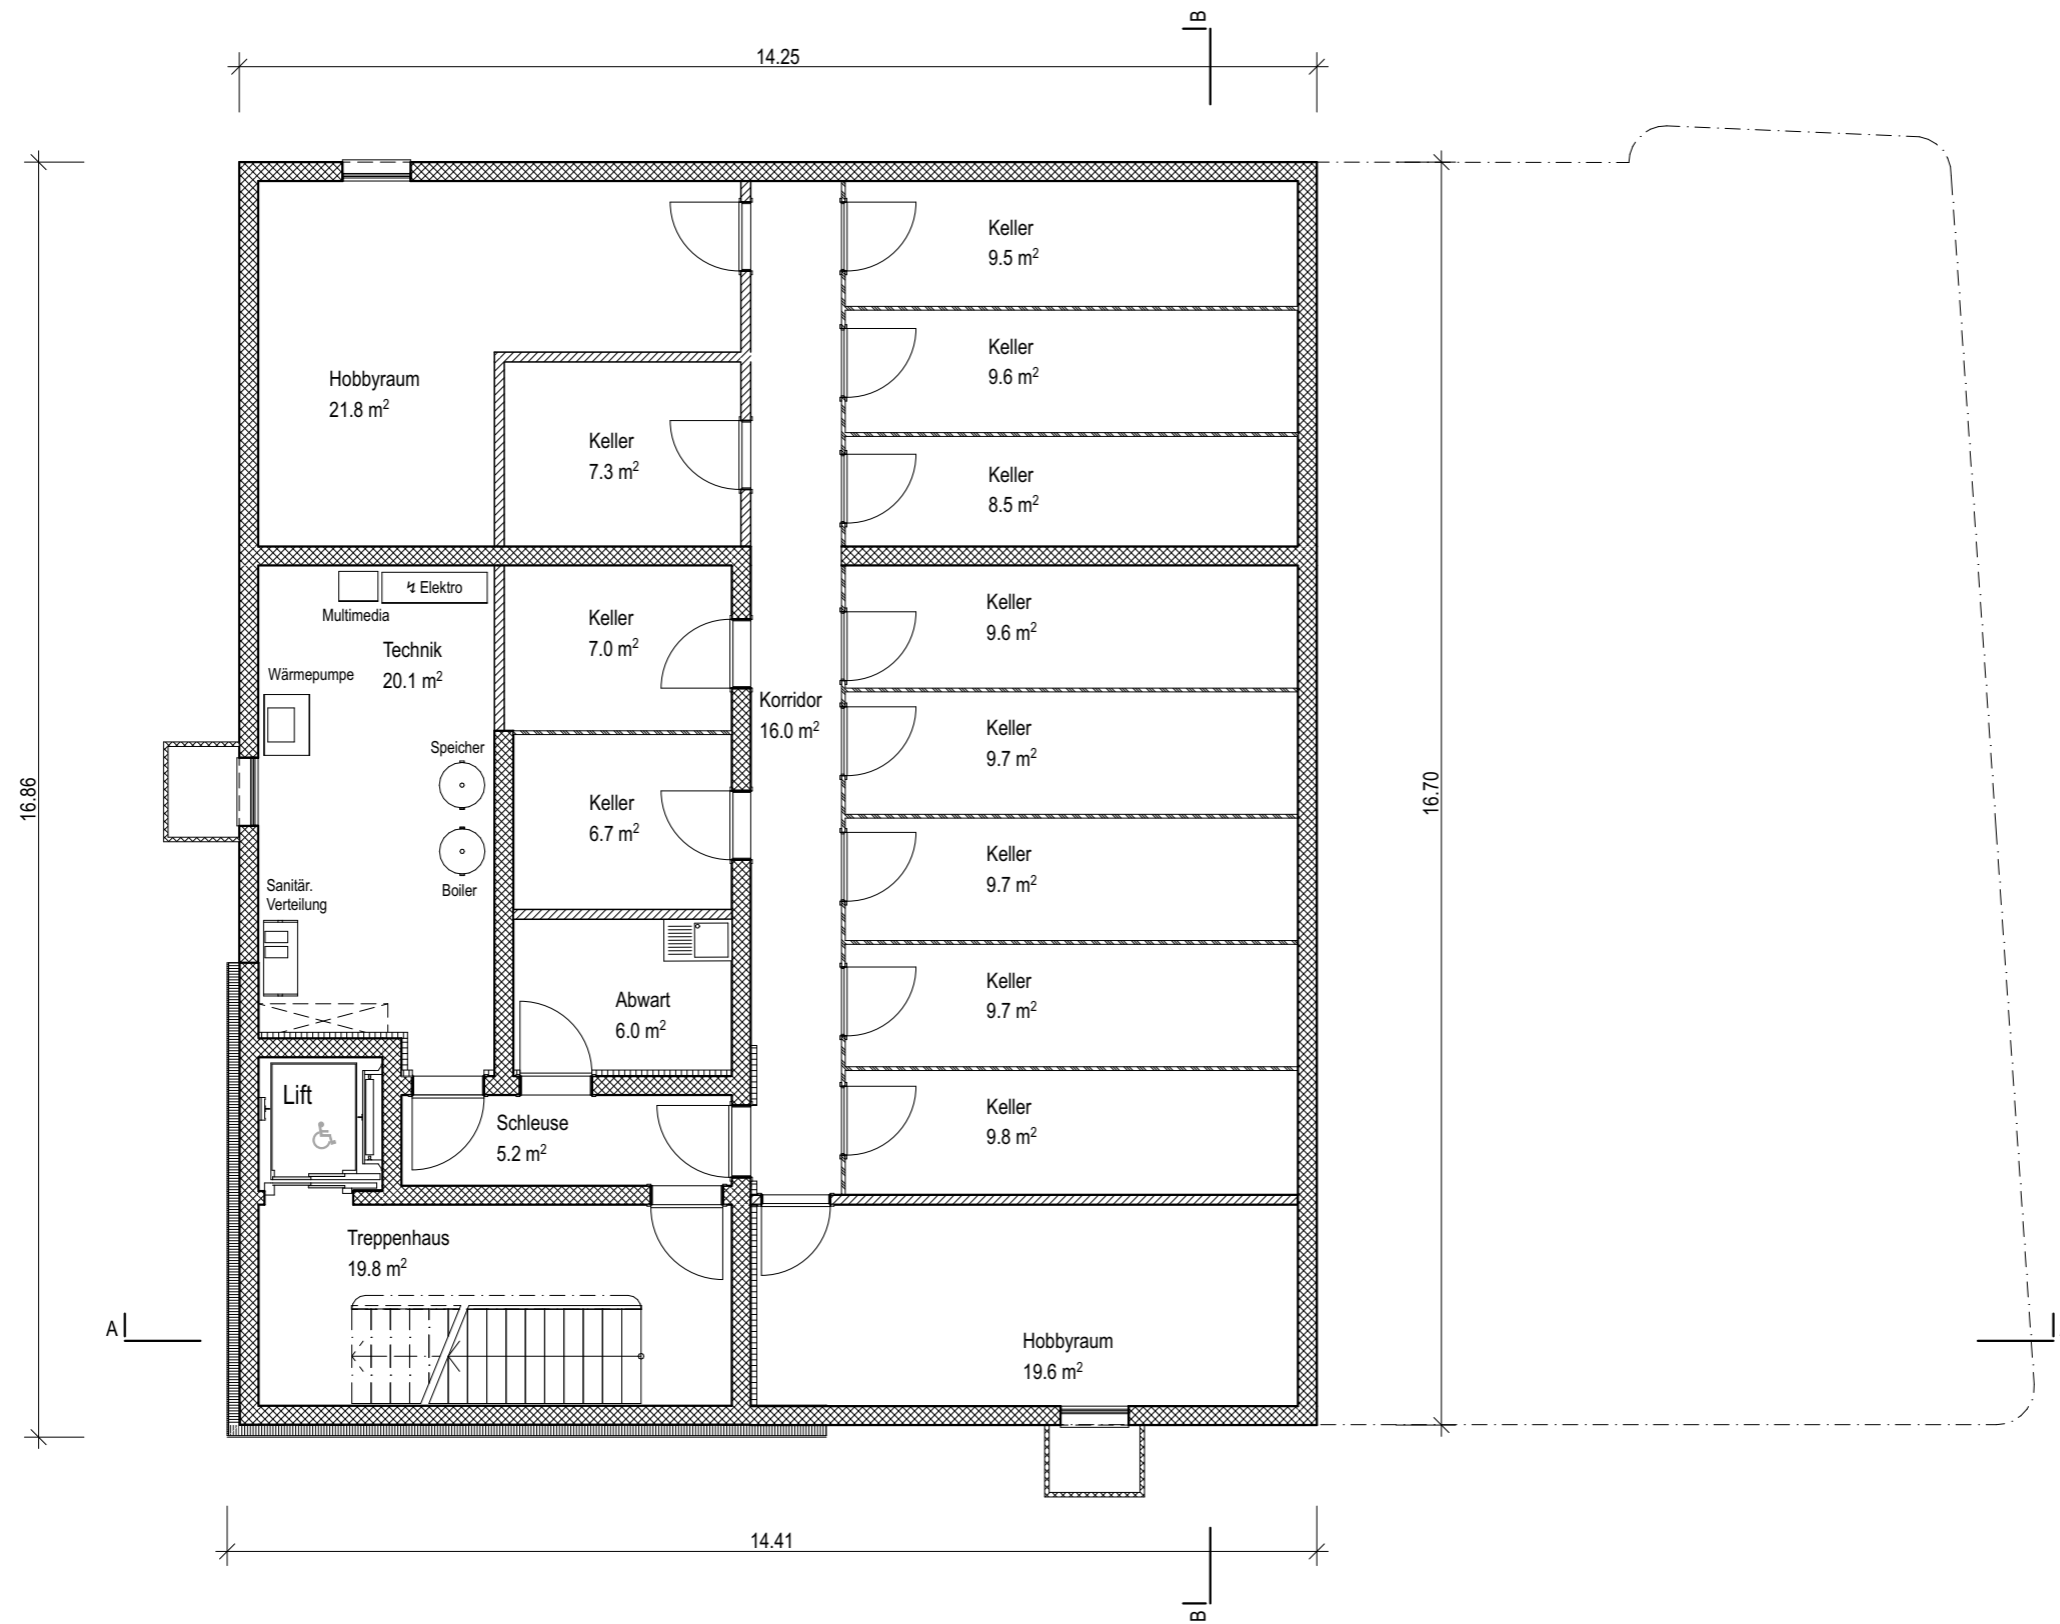 B
14.25
Keller
9.5 m²
Keller
9.6 m²
Hobbyraum
21.8 m²
Keller
7.3 m²
Keller
8.5 m²
Elektro
Multimedia
Technik
20.1 m²
Wärmepumpe
Keller
7.0 m²
Keller
9.6 m²
Korridor
16.0 m²
Speicher
Keller
9.7 m²
16.86
16.70
Keller
6.7 m²
Boiler
Sanitär.
Verteilung
Keller
9.7 m²
Abwart
6.0 m²
Keller
9.7 m²
Lift
Schleuse
5.2 m²
Keller
9.8 m²
Treppenhaus
19.8 m²
A
Hobbyraum
19.6 m²
14.41
B